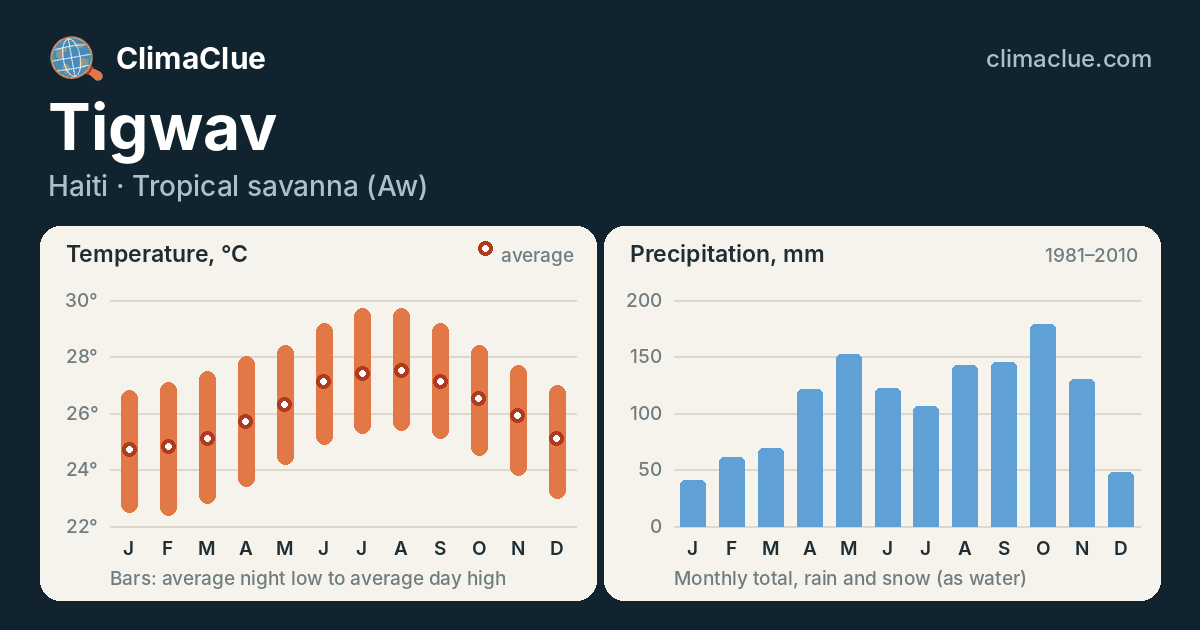 ClimaClue
climaclue.com
Tigwav
Haiti · Tropical savanna (Aw)
Temperature, °C
average
30°
28°
26°
24°
22°
J F M A M J J A S O N D
Bars: average night low to average day high
Precipitation, mm
1981–2010
200
150
100
50
0
J F M A M J J A S O N D
Monthly total, rain and snow (as water)